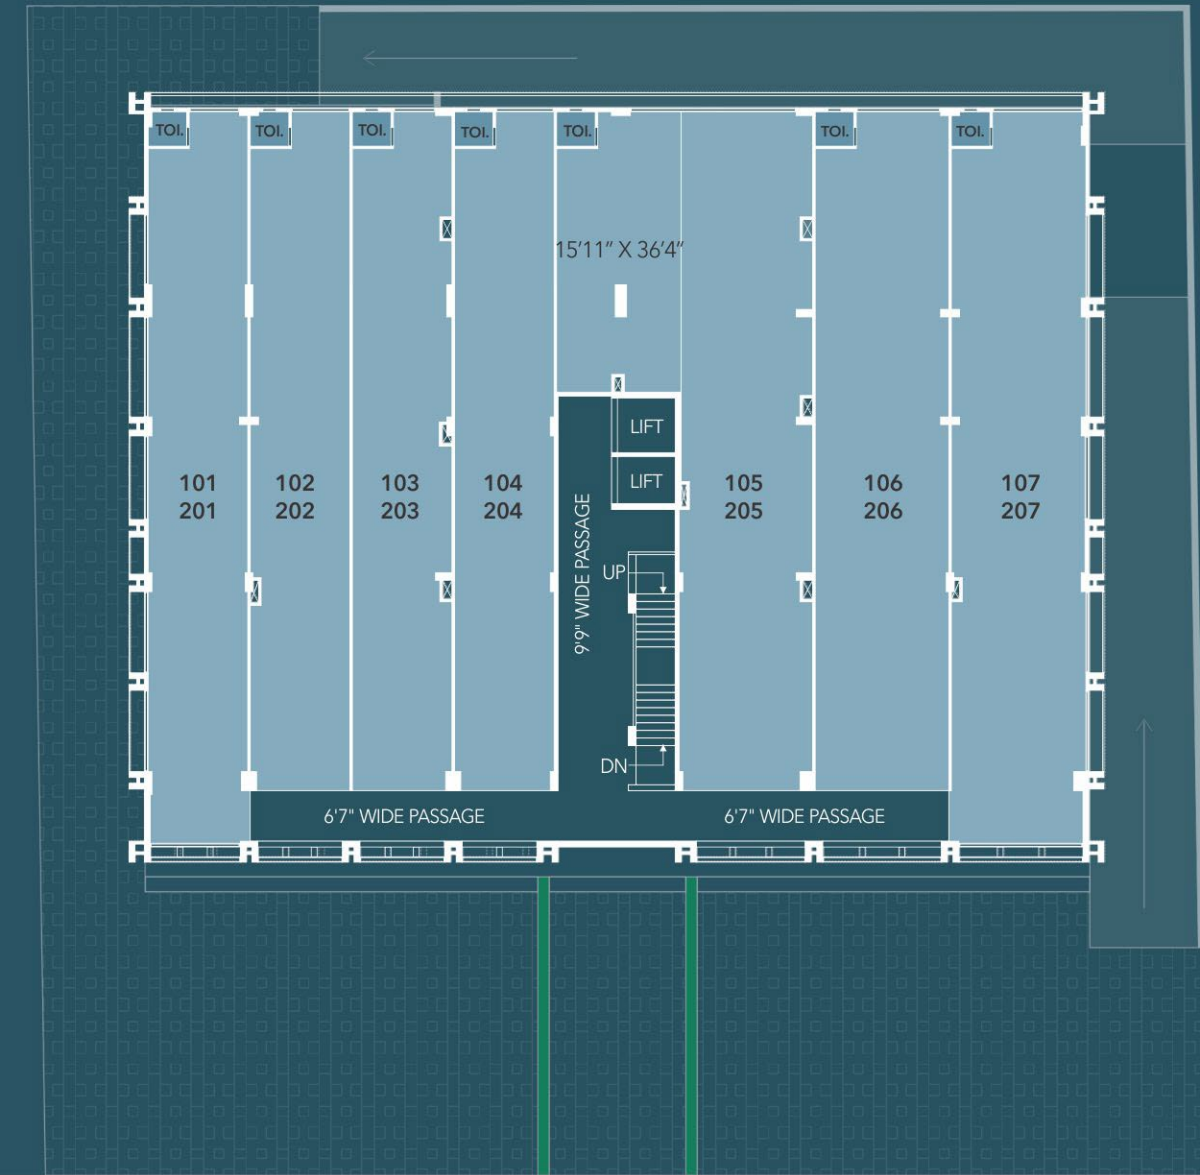 TOI. TOI. TOI. TOI. TOI. TOI. TOI.
15'11" X 36'4"
LIFT
LIFT
101
201
102
202
103
203
104
204
105
205
106
206
107
207
9'9" WIDE PASSAGE
UP
DN
6'7" WIDE PASSAGE
6'7" WIDE PASSAGE